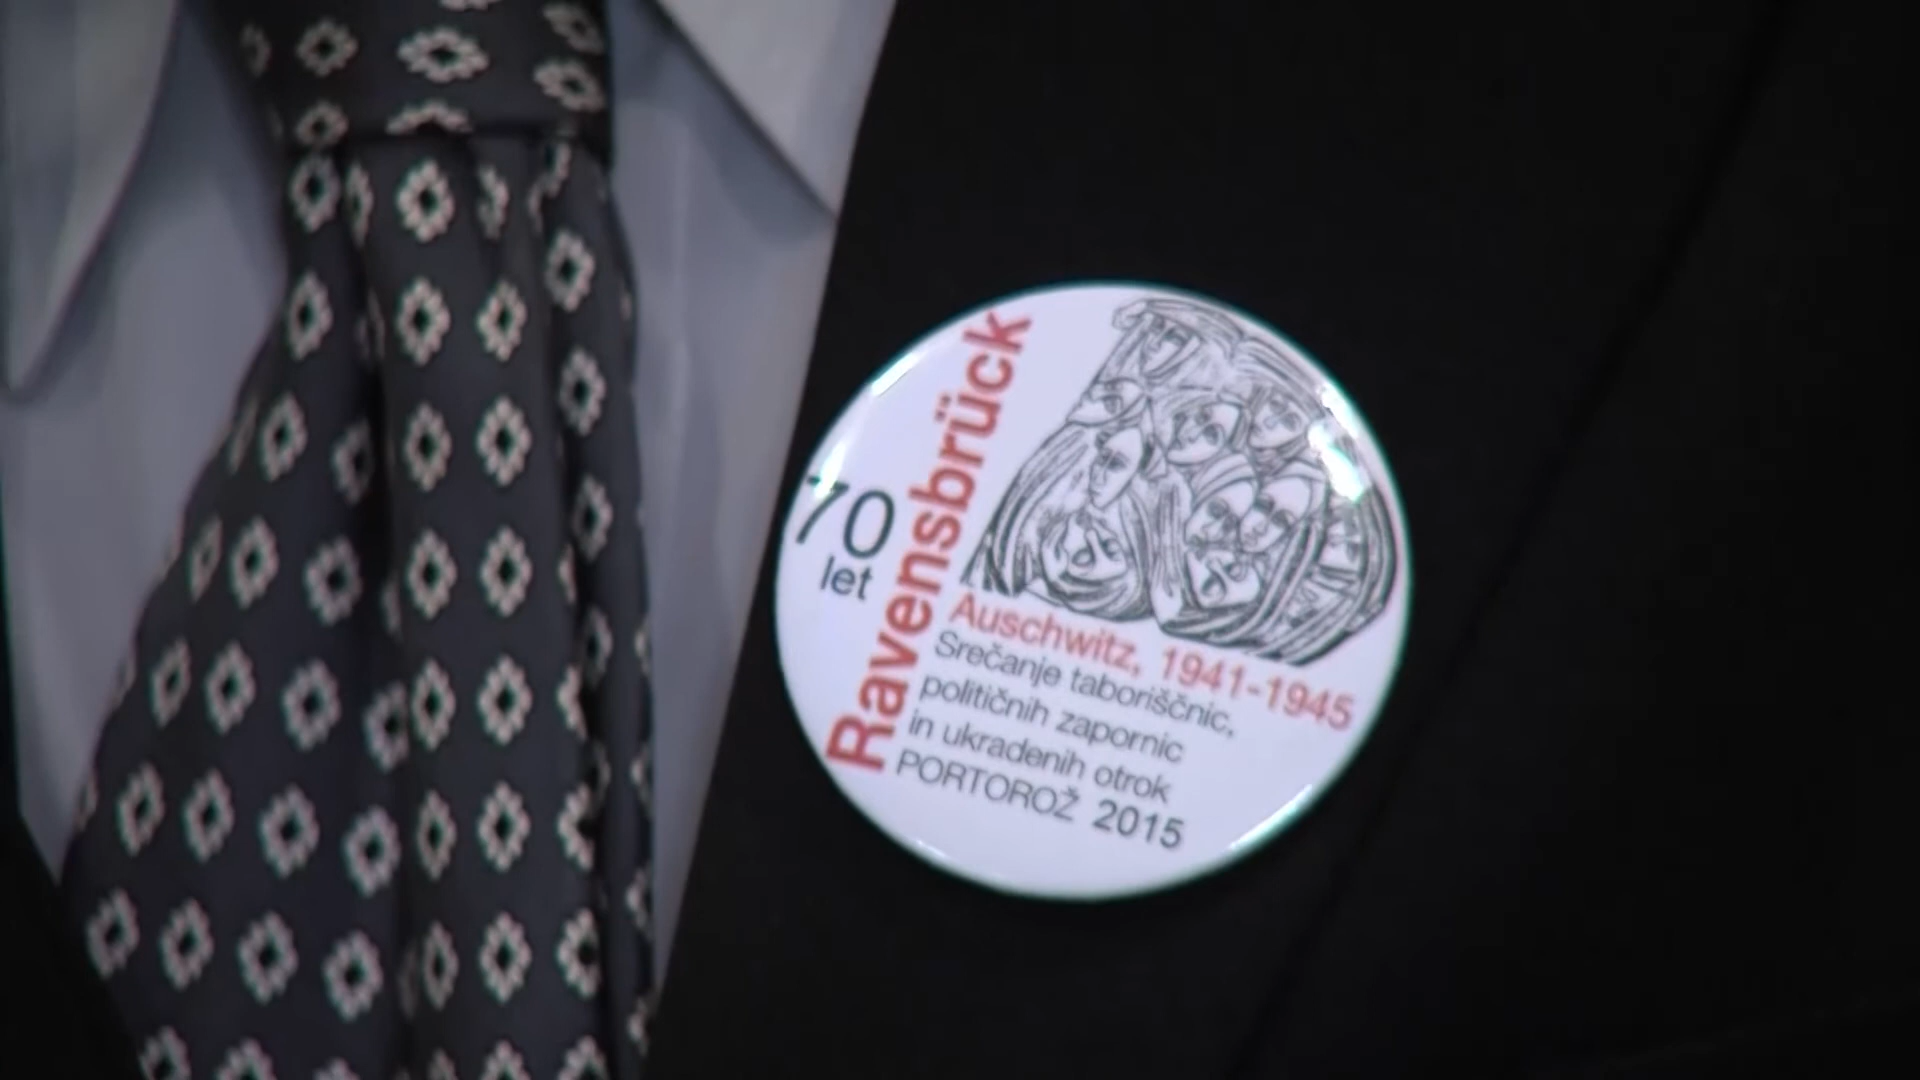 70
let
Ravensbrück
Auschwitz, 1941-1945
Srečanje taboriščnic,
političnih zapornic
in ukradenih otrok
PORTOROŽ 2015